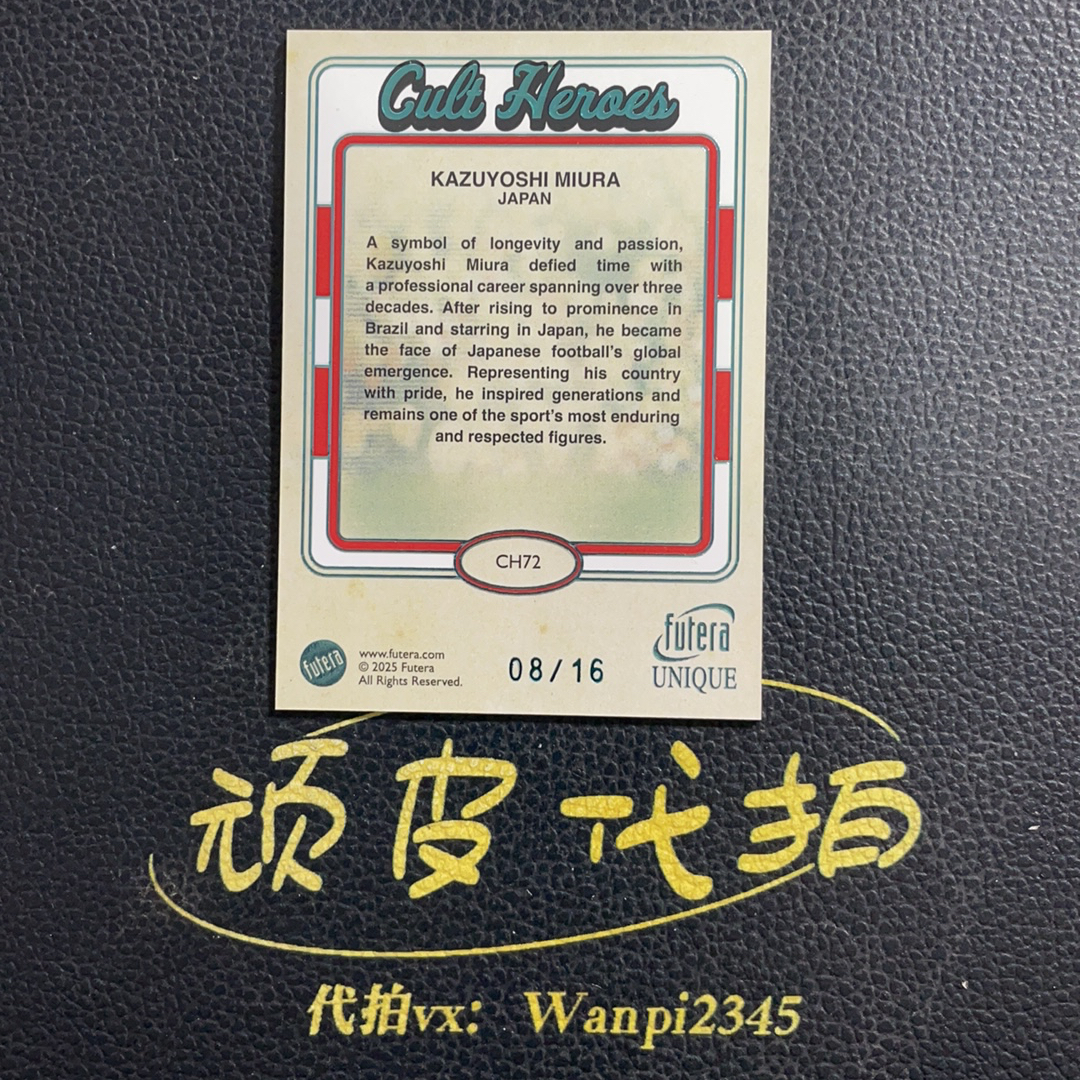 Cult Heroes
KAZUYOSHI MIURA
JAPAN
A symbol of longevity and passion,
Kazuyoshi Miura defied time with
a professional career spanning over three
decades. After rising to prominence in
Brazil and starring in Japan, he became
the face of Japanese football's global
emergence. Representing his country
with pride, he inspired generations and
remains one of the sport's most enduring
and respected figures.
CH72
futera
www.futera.com
© 2025 Futera
All Rights Reserved.
08/16
futera
UNIQUE
顽皮代拍
代拍vx: Wanpi2345